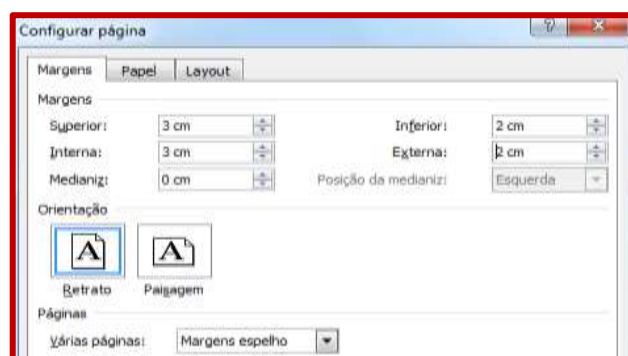 Configurar página
Margens Papel Layout
Margens
Superior: 3 cm Inferior: 2 cm
Interna: 3 cm Externa: 2 cm
Medianiz: 0 cm Posição da medianiz: Esquerda
Orientação
A A
Retrato Paisagem
Páginas
Várias páginas: Margens espelho